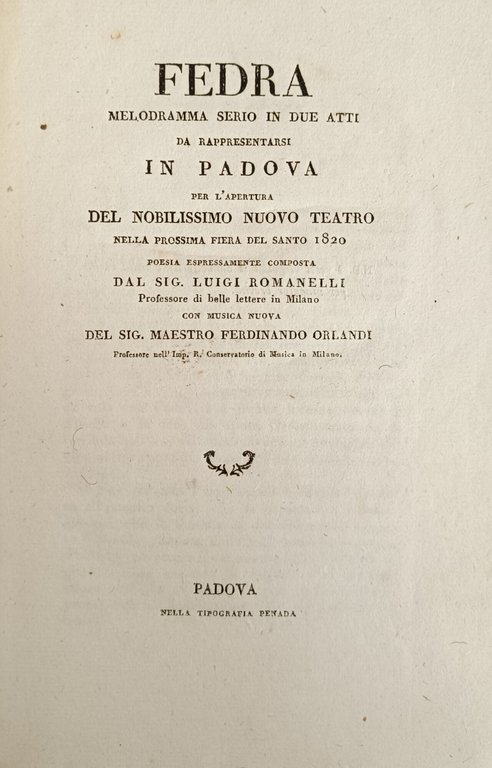 FEDRA
MELODRAMMA SERIO IN DUE ATTI
DA RAPPRESENTARSI
IN PADOVA
PER L'APERTURA
DEL NOBILISSIMO NUOVO TEATRO
NELLA PROSSIMA FIERA DEL SANTO 1820
POESIA ESPRESSAMENTE COMPOSTA
DAL SIG. LUIGI ROMANELLI
Professore di belle lettere in Milano
CON MUSICA NUOVA
DEL SIG. MAESTRO FERDINANDO ORLANDI
Professore nell' Imp. R. Conservatorio di Musica in Milano.
PADOVA
NELLA TIPOGRAFIA PENADA